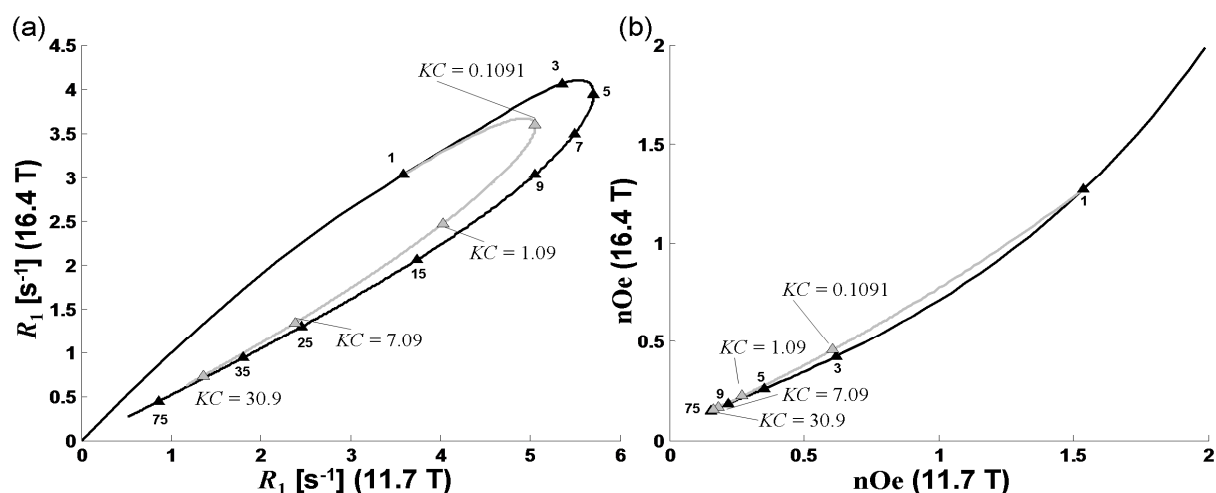 (a)
4.5
4
3.5
3
2.5
2
1.5
1
0.5
0
R1 [s-1] (16.4 T)
KC = 0.1091
3
5
7
1
9
KC = 1.09
15
KC = 7.09
25
35
KC = 30.9
75
0 1 2 3 4 5 6
R1 [s-1] (11.7 T)
(b)
2
1.5
1
0.5
0
nOe (16.4 T)
1
KC = 0.1091
KC = 1.09
3
5
9
KC = 7.09
75
KC = 30.9
0 0.5 1 1.5 2
nOe (11.7 T)